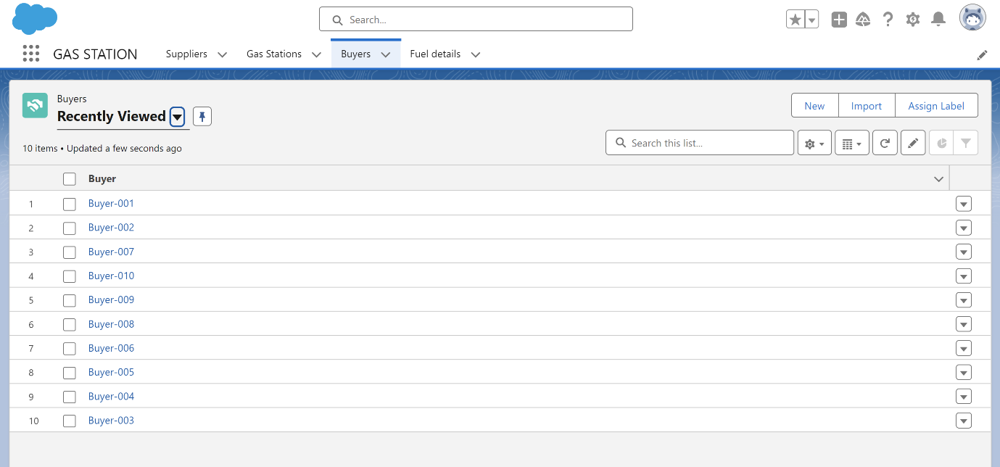 Search...
GAS STATION
Suppliers
Gas Stations
Buyers
Fuel details
Buyers
Recently Viewed
New
Import
Assign Label
10 items • Updated a few seconds ago
Search this list...
Buyer
1 Buyer-001
2 Buyer-002
3 Buyer-007
4 Buyer-010
5 Buyer-009
6 Buyer-008
7 Buyer-006
8 Buyer-005
9 Buyer-004
10 Buyer-003